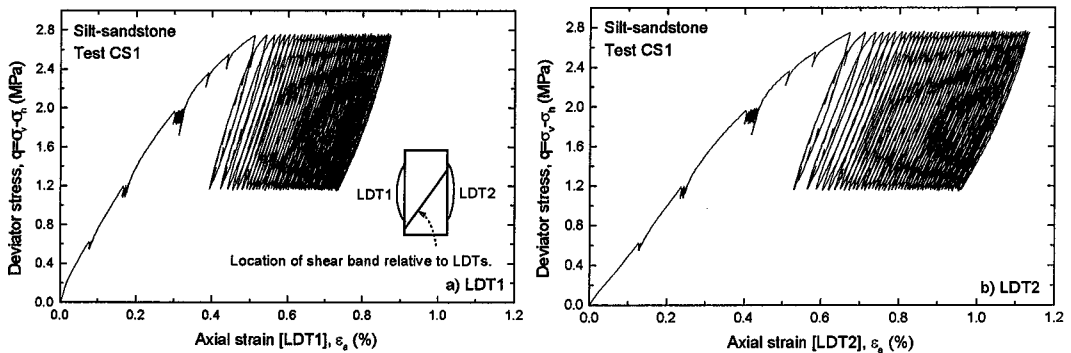 Silt-sandstone
Test CS1
Deviator stress, q=σᵥ-σₕ (MPa)
2.8
2.4
2.0
1.6
1.2
0.8
0.4
0.0
LDT1
LDT2
Location of shear band relative to LDTs.
a) LDT1
0.0
0.2
0.4
0.6
0.8
1.0
1.2
Axial strain [LDT1], εₐ (%)
Silt-sandstone
Test CS1
Deviator stress, q=σᵥ-σₕ (MPa)
2.8
2.4
2.0
1.6
1.2
0.8
0.4
0.0
b) LDT2
0.0
0.2
0.4
0.6
0.8
1.0
1.2
Axial strain [LDT2], εₐ (%)